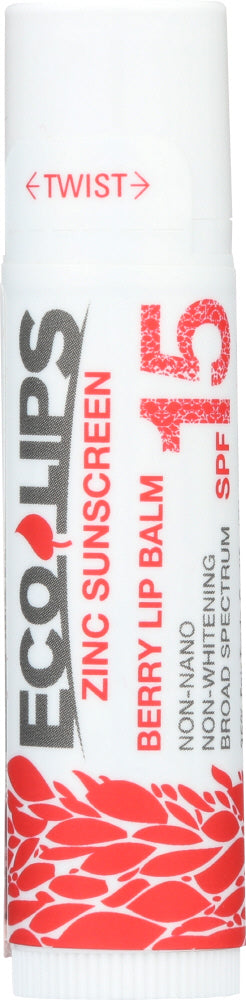 ←TWIST→
ECO LIPS
ZINC SUNSCREEN
BERRY LIP BALM
15
SPF
NON-NANO
NON-WHITENING
BROAD SPECTRUM